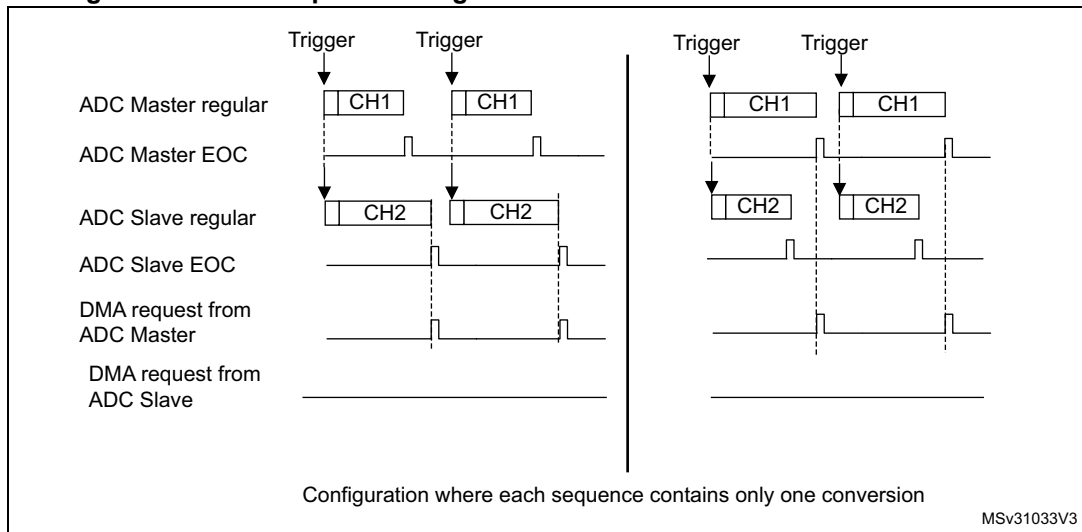 Trigger Trigger Trigger Trigger
ADC Master regular CH1 CH1 CH1 CH1
ADC Master EOC
ADC Slave regular CH2 CH2 CH2 CH2
ADC Slave EOC
DMA request from
ADC Master
DMA request from
ADC Slave
Configuration where each sequence contains only one conversion
MSv31033V3